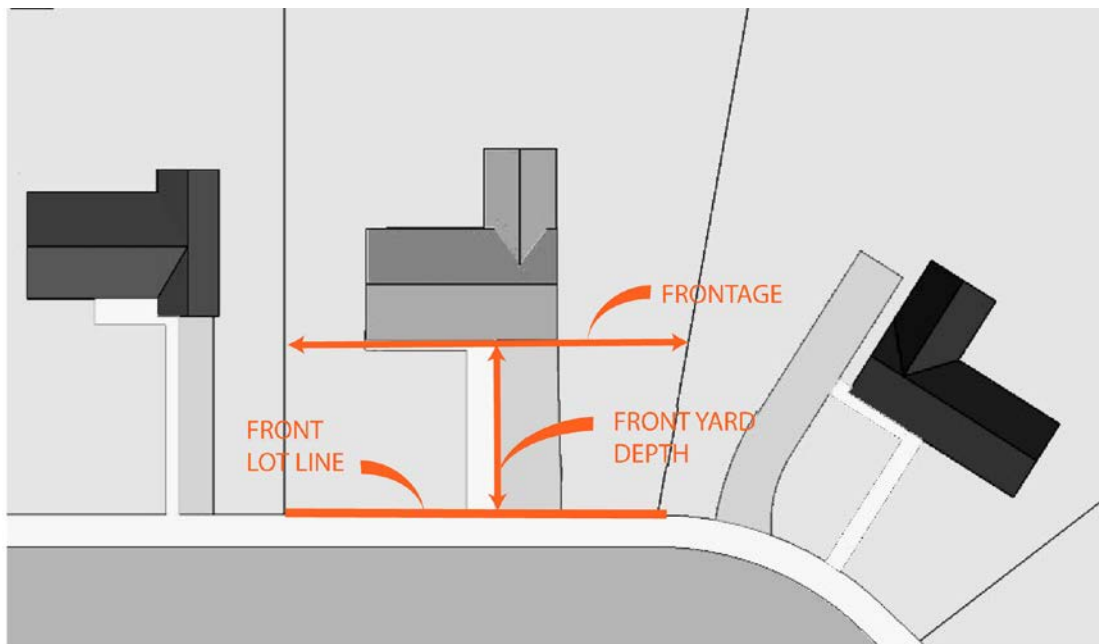 FRONTAGE
FRONT YARD
DEPTH
FRONT
LOT LINE